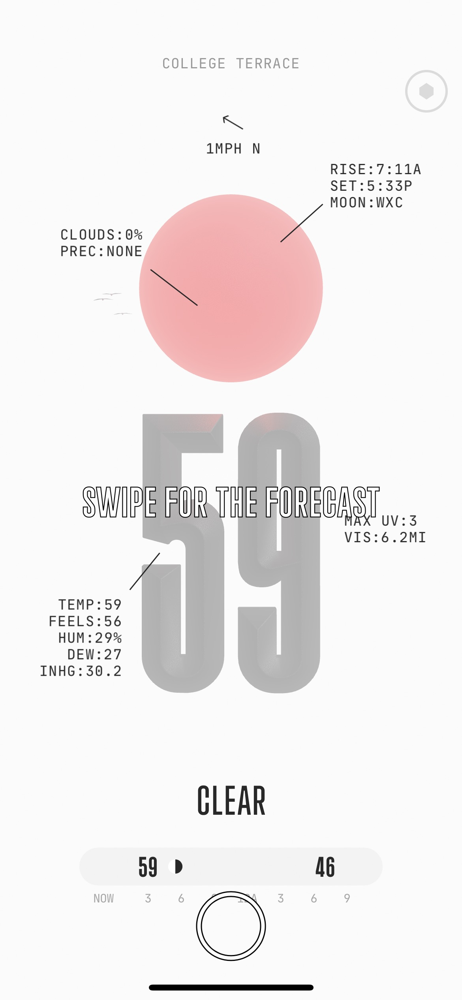 COLLEGE TERRACE
1MPH N
RISE:7:11A
SET:5:33P
MOON:WXC
CLOUDS:0%
PREC:NONE
59
SWIPE FOR THE FORECAST
MAX UV:3
VIS:6.2MI
TEMP:59
FEELS:56
HUM:29%
DEW:27
INHG:30.2
CLEAR
59 46
NOW 3 6 12A 3 6 9